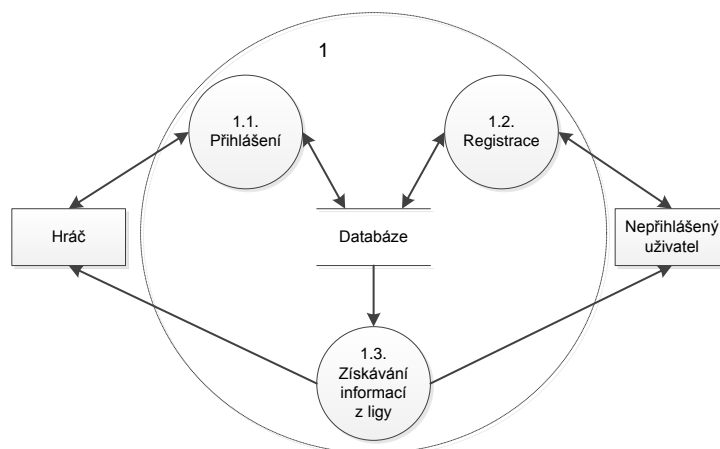 1
1.1.
Přihlášení
1.2.
Registrace
Hráč
Databáze
Nepřihlášený
uživatel
1.3.
Získávání
informací
z ligy